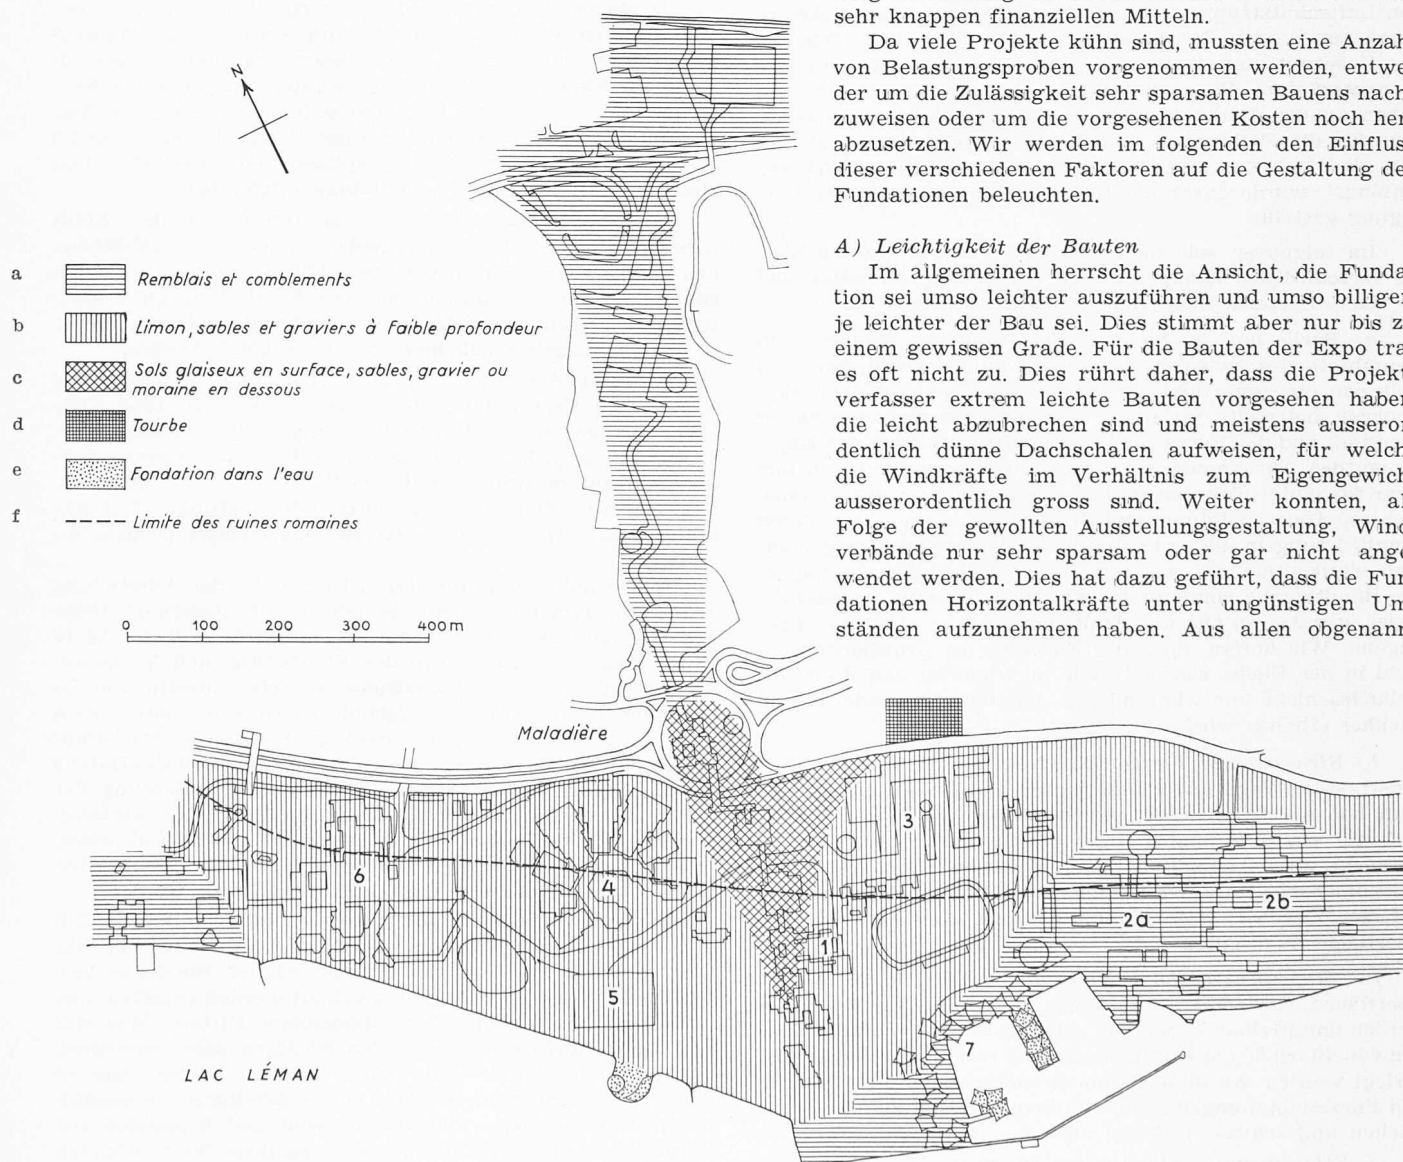 sehr knappen finanziellen Mitteln.
Da viele Projekte kühn sind, mussten eine Anzah
von Belastungsproben vorgenommen werden, entwe
der um die Zulässigkeit sehr sparsamen Bauens nach
zuweisen oder um die vorgesehenen Kosten noch her
abzusetzen. Wir werden im folgenden den Einflus
dieser verschiedenen Faktoren auf die Gestaltung de
Fundationen beleuchten.
A) Leichtigkeit der Bauten
Im allgemeinen herrscht die Ansicht, die Funda
tion sei umso leichter auszuführen und umso billige
je leichter der Bau sei. Dies stimmt aber nur bis z
einem gewissen Grade. Für die Bauten der Expo tra
es oft nicht zu. Dies rührt daher, dass die Projekt
verfasser extrem leichte Bauten vorgesehen haben
die leicht abzubrechen sind und meistens aussero
dentlich dünne Dachschalen aufweisen, für welch
die Windkräfte im Verhältnis zum Eigengewich
ausserordentlich gross sind. Weiter konnten, al
Folge der gewollten Ausstellungsgestaltung, Wind
verbände nur sehr sparsam oder gar nicht ange
wendet werden. Dies hat dazu geführt, dass die Fun
dationen Horizontalkräfte unter ungünstigen Um
ständen aufzunehmen haben. Aus allen obgenann
N
a Remblais et comblements
b Limon, sables et graviers à faible profondeur
c Sols glaiseux en surface, sables, gravier ou
moraine en dessous
d Tourbe
e Fondation dans l'eau
f Limite des ruines romaines
0 100 200 300 400 m
Maladière
3
6
4
2a
2b
1
5
7
LAC LÉMAN